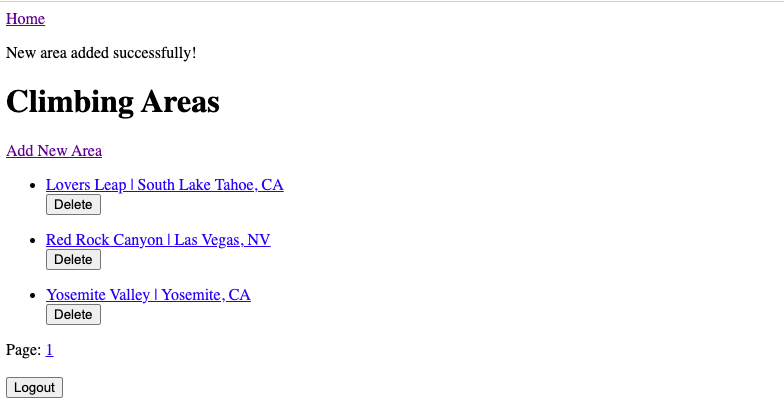 Home
New area added successfully!
Climbing Areas
Add New Area
Lovers Leap | South Lake Tahoe, CA
Delete
Red Rock Canyon | Las Vegas, NV
Delete
Yosemite Valley | Yosemite, CA
Delete
Page: 1
Logout